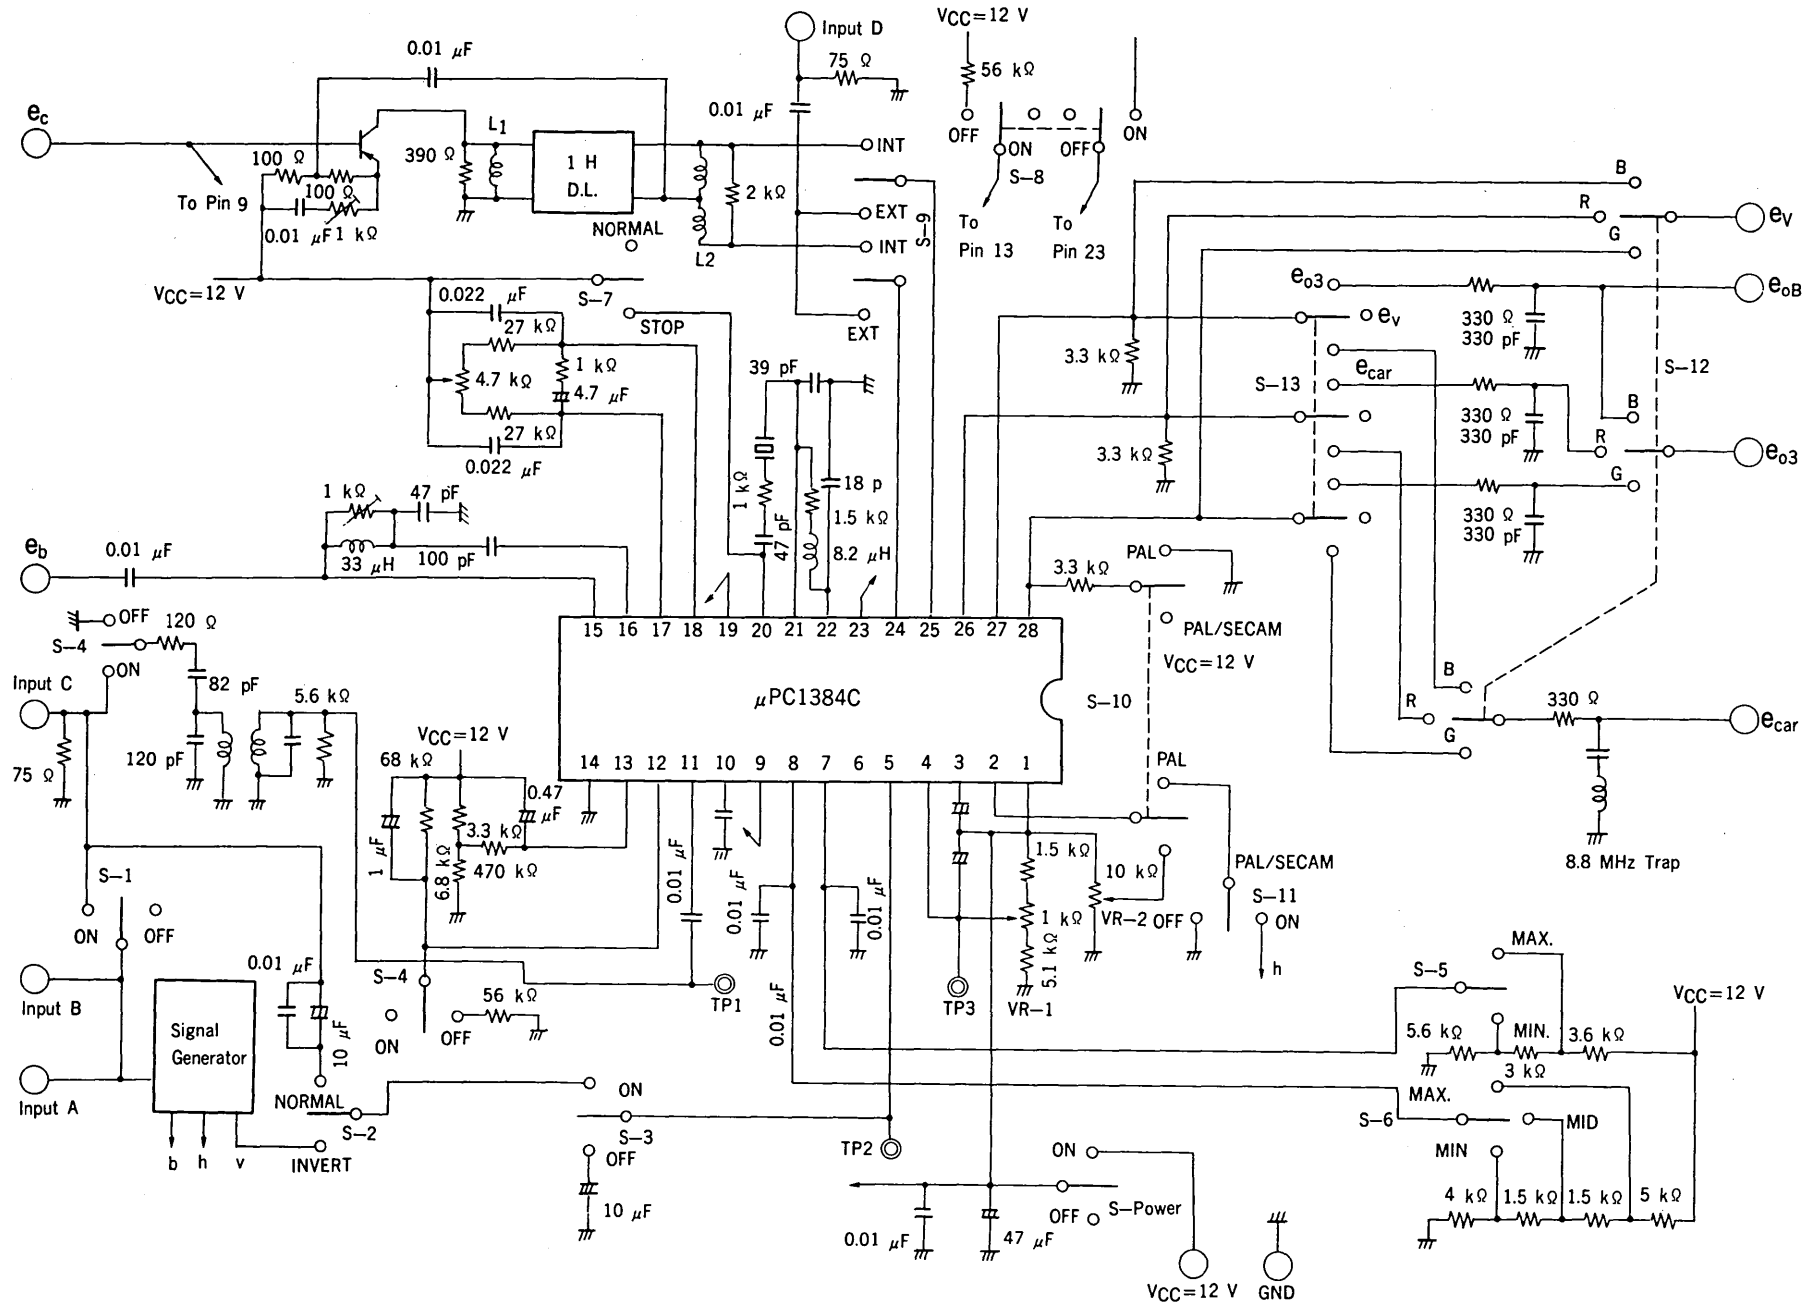 VCC=12 V
Input D
75 Ω
0.01 μF
56 kΩ
ec
0.01 μF
OFF
ON
L1
390 Ω
1 H
D.L.
INT
ON
OFF
S-8
100 Ω
100 Ω
To Pin 9
2 kΩ
EXT
S-9
To
Pin 13
To
Pin 23
B
R
eV
G
0.01 μF
1 kΩ
NORMAL
INT
L2
VCC=12 V
S-7
STOP
EXT
eo3
eoB
0.022 μF
27 kΩ
1 kΩ
4.7 kΩ
4.7 μF
27 kΩ
0.022 μF
39 pF
3.3 kΩ
ev
330 Ω
330 pF
S-13
ecar
S-12
330 Ω
330 pF
B
R
eo3
G
3.3 kΩ
1 kΩ
47 pF
1 kΩ
47 pF
18 p
1.5 kΩ
8.2 μH
330 Ω
330 pF
eb
0.01 μF
33 μH
100 pF
PAL
3.3 kΩ
OFF
120 Ω
S-4
ON
15 16 17 18 19 20 21 22 23 24 25 26 27 28
PAL/SECAM
VCC=12 V
Input C
82 pF
5.6 kΩ
μPC1384C
S-10
B
R
G
330 Ω
ecar
75 Ω
120 pF
VCC=12 V
68 kΩ
14 13 12 11 10 9 8 7 6 5 4 3 2 1
PAL
0.47 μF
3.3 kΩ
470 kΩ
1 μF
6.8 kΩ
0.01 μF
0.01 μF
0.01 μF
1.5 kΩ
10 kΩ
8.8 MHz Trap
PAL/SECAM
S-11
S-1
ON
OFF
1 kΩ
VR-2
OFF
ON
h
5.1 kΩ
VR-1
MAX.
S-5
0.01 μF
S-4
56 kΩ
TP1
0.01 μF
TP3
VCC=12 V
Input B
Signal
Generator
10 μF
ON
OFF
5.6 kΩ
MIN.
3.6 kΩ
3 kΩ
Input A
NORMAL
S-2
ON
S-3
MAX.
S-6
MID
b
h
v
INVERT
OFF
TP2
ON
MIN
10 μF
4 kΩ
1.5 kΩ
1.5 kΩ
5 kΩ
0.01 μF
47 μF
OFF
S-Power
VCC=12 V
GND